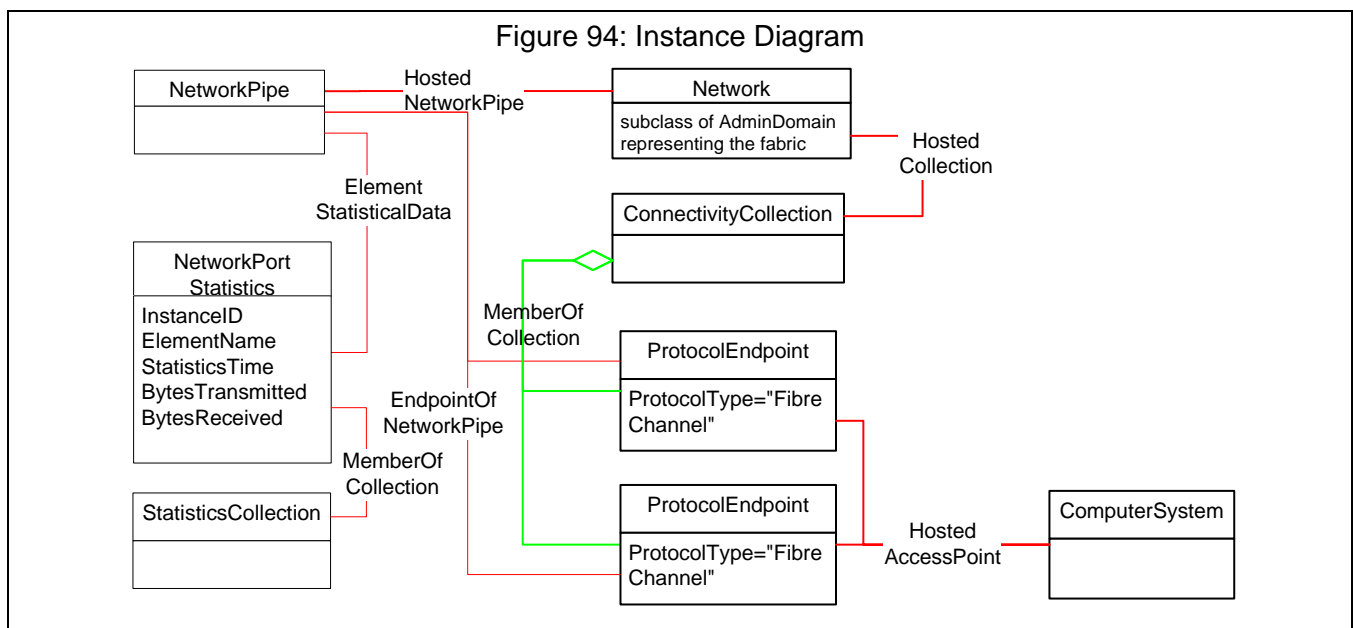 Figure 94: Instance Diagram
NetworkPipe
Hosted
NetworkPipe
Network
subclass of AdminDomain
representing the fabric
Hosted
Collection
Element
StatisticalData
ConnectivityCollection
NetworkPort
Statistics
InstanceID
ElementName
StatisticsTime
BytesTransmitted
BytesReceived
MemberOf
Collection
ProtocolEndpoint
ProtocolType="Fibre
Channel"
EndpointOf
NetworkPipe
MemberOf
Collection
StatisticsCollection
ProtocolEndpoint
ProtocolType="Fibre
Channel"
Hosted
AccessPoint
ComputerSystem